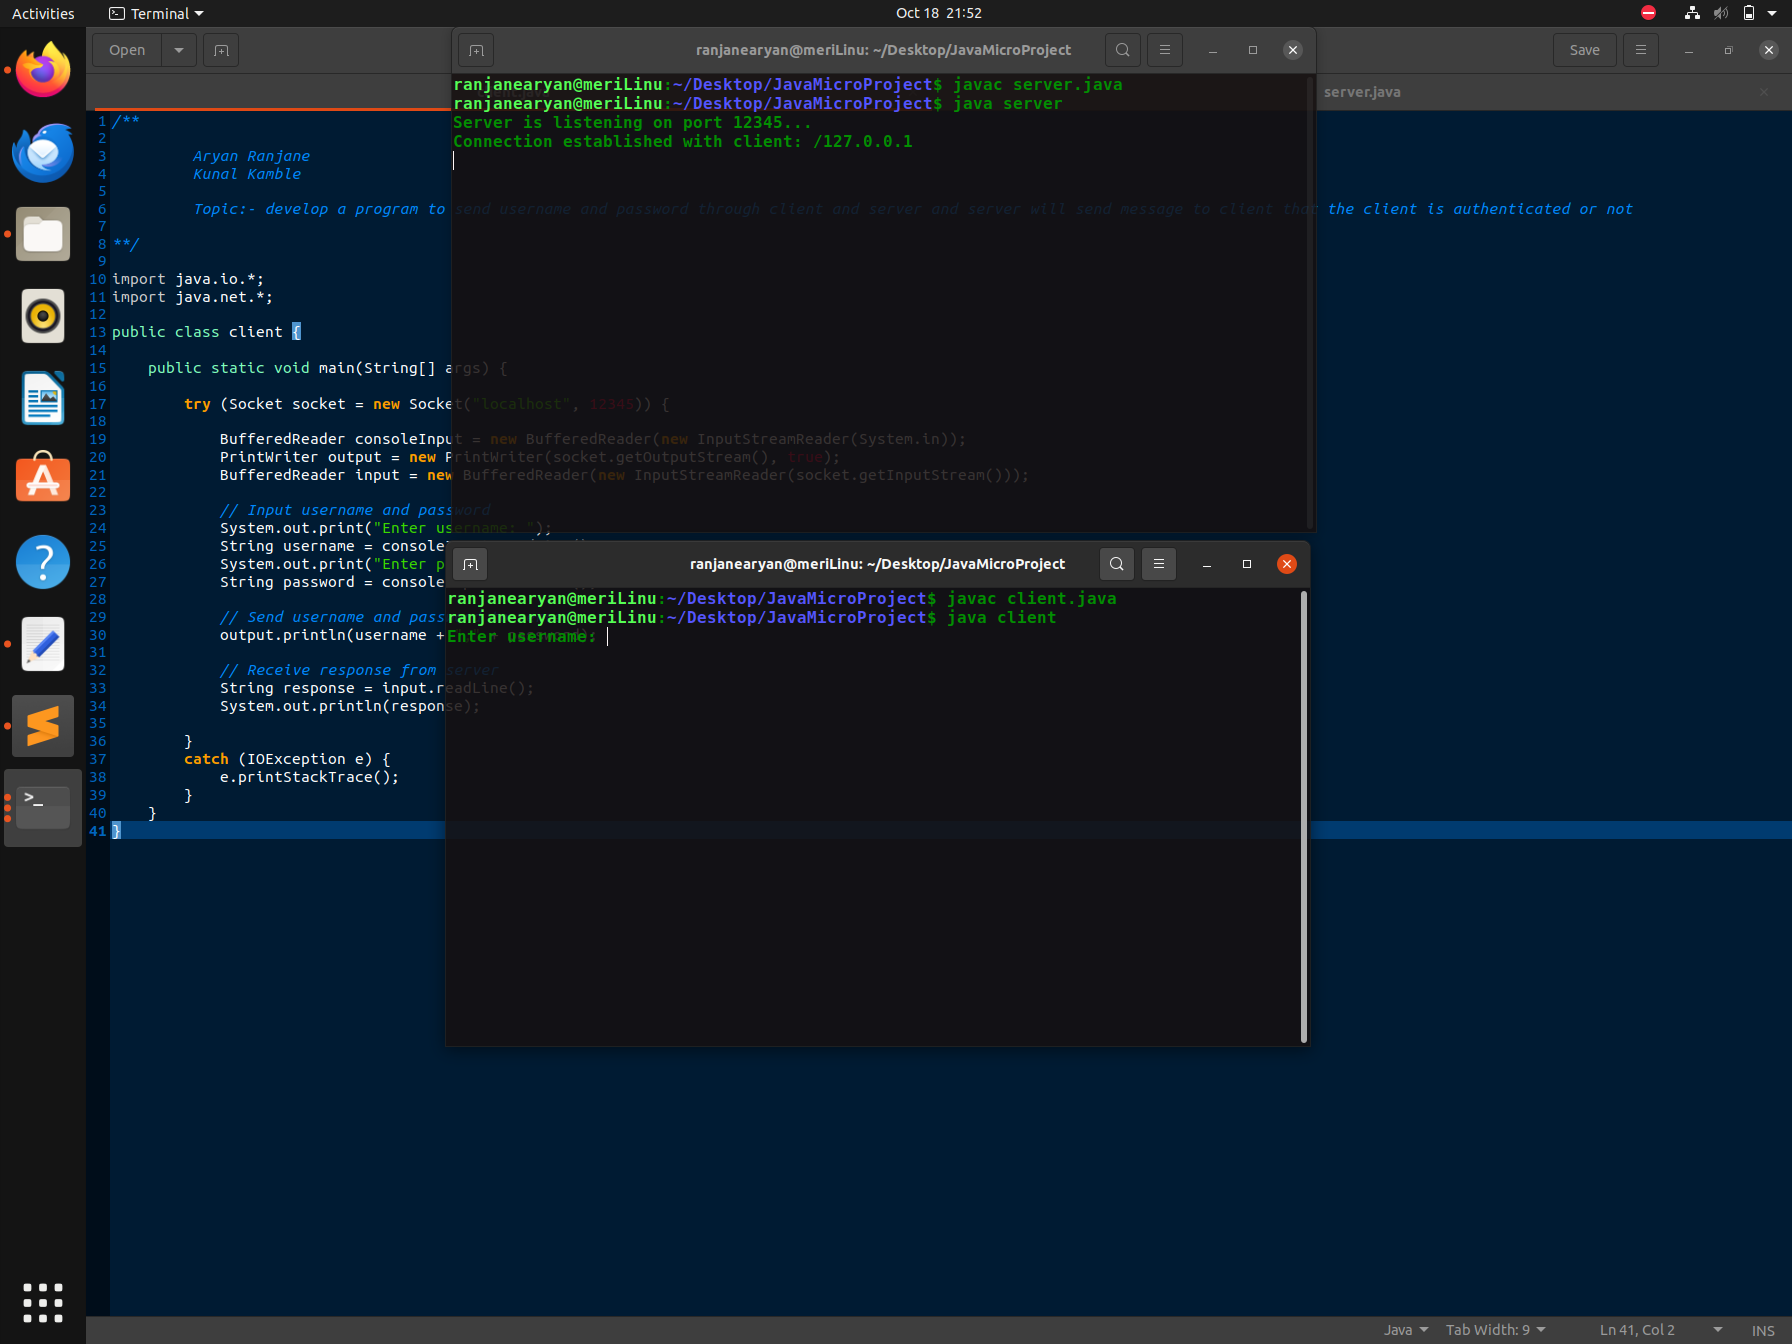 Activities Terminal Oct 18 21:52
Open ranjanearyan@meriLinu: ~/Desktop/JavaMicroProject Save
server.java
ranjanearyan@meriLinu:~/Desktop/JavaMicroProject$ javac server.java
ranjanearyan@meriLinu:~/Desktop/JavaMicroProject$ java server
Server is listening on port 12345...
Connection established with client: /127.0.0.1
1 /**
2
3 Aryan Ranjane
4 Kunal Kamble
5
6 Topic:- develop a program to send username and password through client and server and server will send message to client that the client is authenticated or not
7
8 **/
9
10 import java.io.*;
11 import java.net.*;
12
13 public class client {
14
15 public static void main(String[] args) {
16
17 try (Socket socket = new Socket("localhost", 12345)) {
18
19 BufferedReader consoleInput = new BufferedReader(new InputStreamReader(System.in));
20 PrintWriter output = new PrintWriter(socket.getOutputStream(), true);
21 BufferedReader input = new BufferedReader(new InputStreamReader(socket.getInputStream()));
22
23 // Input username and password
24 System.out.print("Enter username: ");
25 String username = console
26 System.out.print("Enter p
27 String password = console
28
29 // Send username and pass
30 output.println(username +
31
32 // Receive response from server
33 String response = input.readLine();
34 System.out.println(response);
35
36 }
37 catch (IOException e) {
38 e.printStackTrace();
39 }
40 }
41 }
ranjanearyan@meriLinu: ~/Desktop/JavaMicroProject
ranjanearyan@meriLinu:~/Desktop/JavaMicroProject$ javac client.java
ranjanearyan@meriLinu:~/Desktop/JavaMicroProject$ java client
Enter username:
Java Tab Width: 9 Ln 41, Col 2 INS